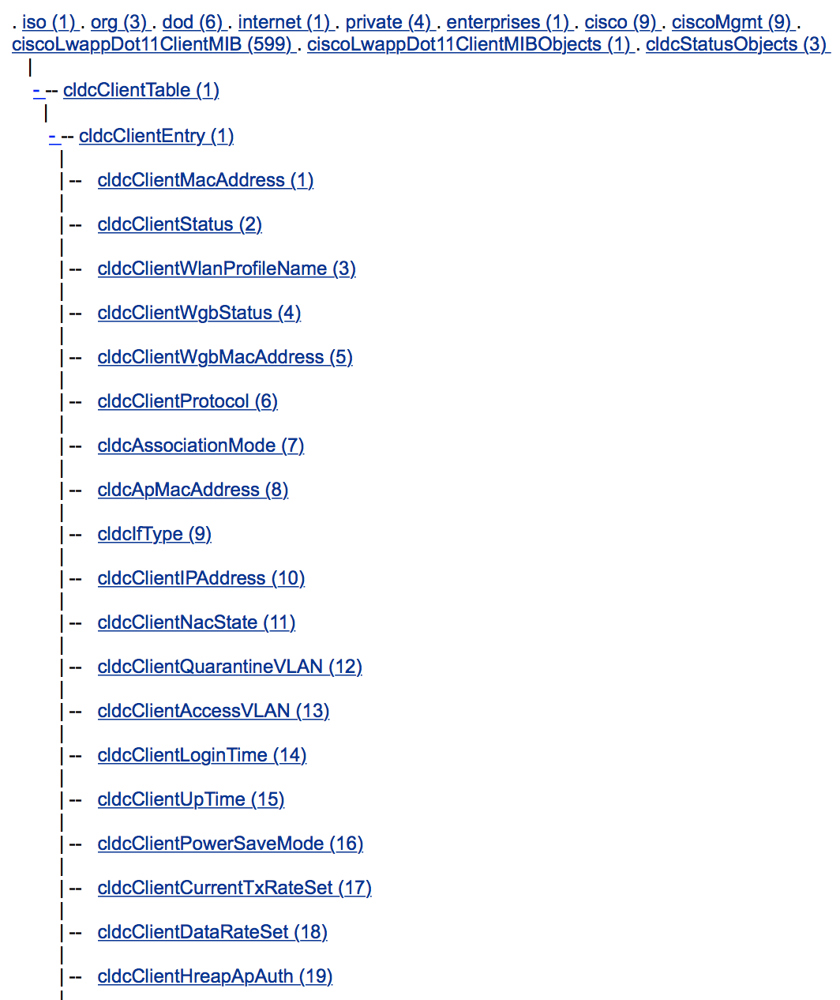 . iso (1) . org (3) . dod (6) . internet (1) . private (4) . enterprises (1) . cisco (9) . ciscoMgmt (9) .
ciscoLwappDot11ClientMIB (599) . ciscoLwappDot11ClientMIBObjects (1) . cldcStatusObjects (3)
|
- -- cldcClientTable (1)
|
- -- cldcClientEntry (1)
|
|-- cldcClientMacAddress (1)
|
|-- cldcClientStatus (2)
|
|-- cldcClientWlanProfileName (3)
|
|-- cldcClientWgbStatus (4)
|
|-- cldcClientWgbMacAddress (5)
|
|-- cldcClientProtocol (6)
|
|-- cldcAssociationMode (7)
|
|-- cldcApMacAddress (8)
|
|-- cldcIfType (9)
|
|-- cldcClientIPAddress (10)
|
|-- cldcClientNacState (11)
|
|-- cldcClientQuarantineVLAN (12)
|
|-- cldcClientAccessVLAN (13)
|
|-- cldcClientLoginTime (14)
|
|-- cldcClientUpTime (15)
|
|-- cldcClientPowerSaveMode (16)
|
|-- cldcClientCurrentTxRateSet (17)
|
|-- cldcClientDataRateSet (18)
|
|-- cldcClientHreapApAuth (19)
|